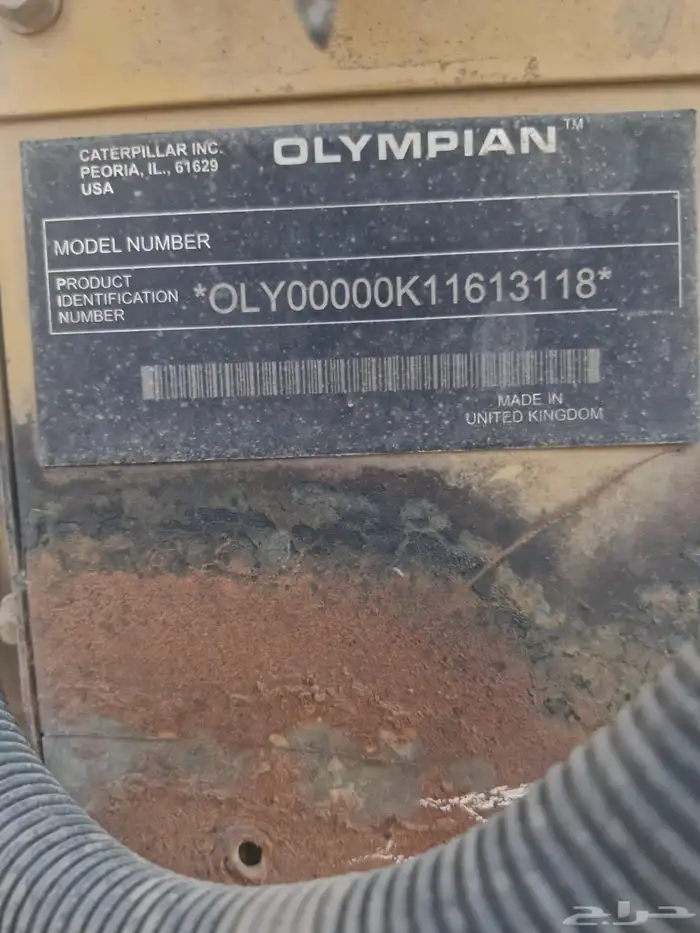 CATERPILLAR INC.
PEORIA, IL., 61629
USA
OLYMPIAN™
MODEL NUMBER
PRODUCT
IDENTIFICATION
NUMBER
*OLY00000K11613118*
MADE IN
UNITED KINGDOM
حراج